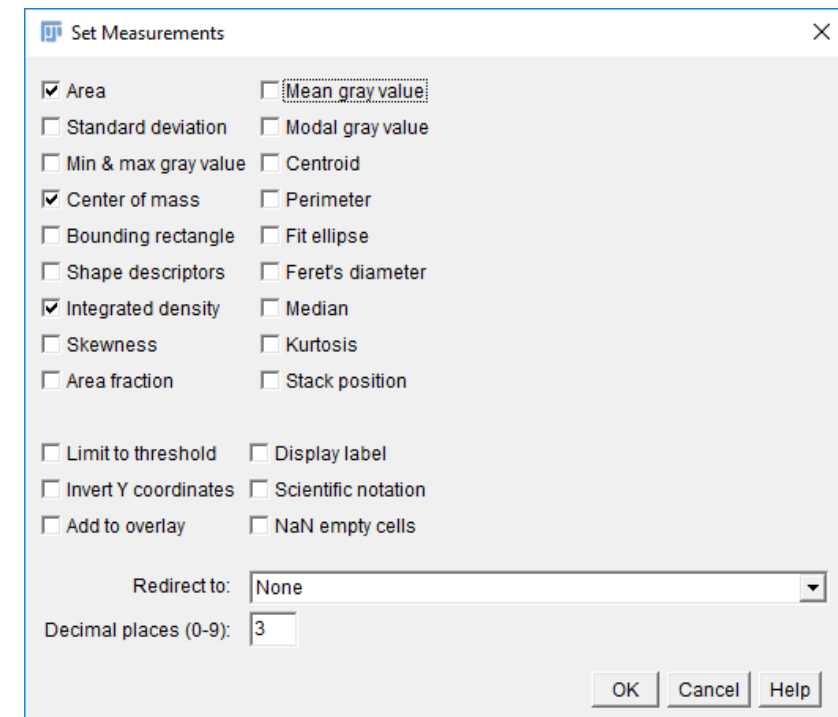 Set Measurements
Area Mean gray value
Standard deviation Modal gray value
Min & max gray value Centroid
Center of mass Perimeter
Bounding rectangle Fit ellipse
Shape descriptors Feret's diameter
Integrated density Median
Skewness Kurtosis
Area fraction Stack position
Limit to threshold Display label
Invert Y coordinates Scientific notation
Add to overlay NaN empty cells
Redirect to: None
Decimal places (0-9): 3
OK Cancel Help